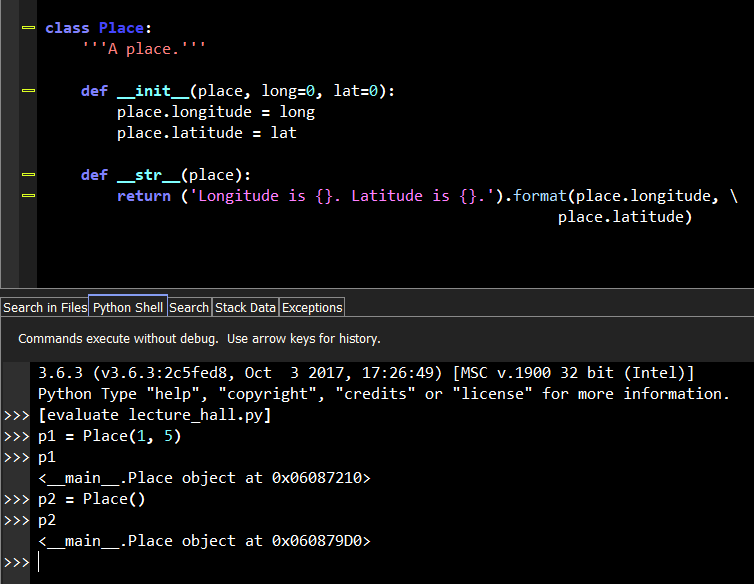 class Place:
    '''A place.'''
    def __init__(place, long=0, lat=0):
        place.longitude = long
        place.latitude = lat
    def __str__(place):
        return ('Longitude is {}. Latitude is {}.').format(place.longitude, \
                                                         place.latitude)
Search in Files Python Shell Search Stack Data Exceptions
Commands execute without debug.  Use arrow keys for history.
3.6.3 (v3.6.3:2c5fed8, Oct  3 2017, 17:26:49) [MSC v.1900 32 bit (Intel)]
Python Type "help", "copyright", "credits" or "license" for more information.
>>> [evaluate lecture_hall.py]
>>> p1 = Place(1, 5)
>>> p1
<__main__.Place object at 0x06087210>
>>> p2 = Place()
>>> p2
<__main__.Place object at 0x060879D0>
>>>